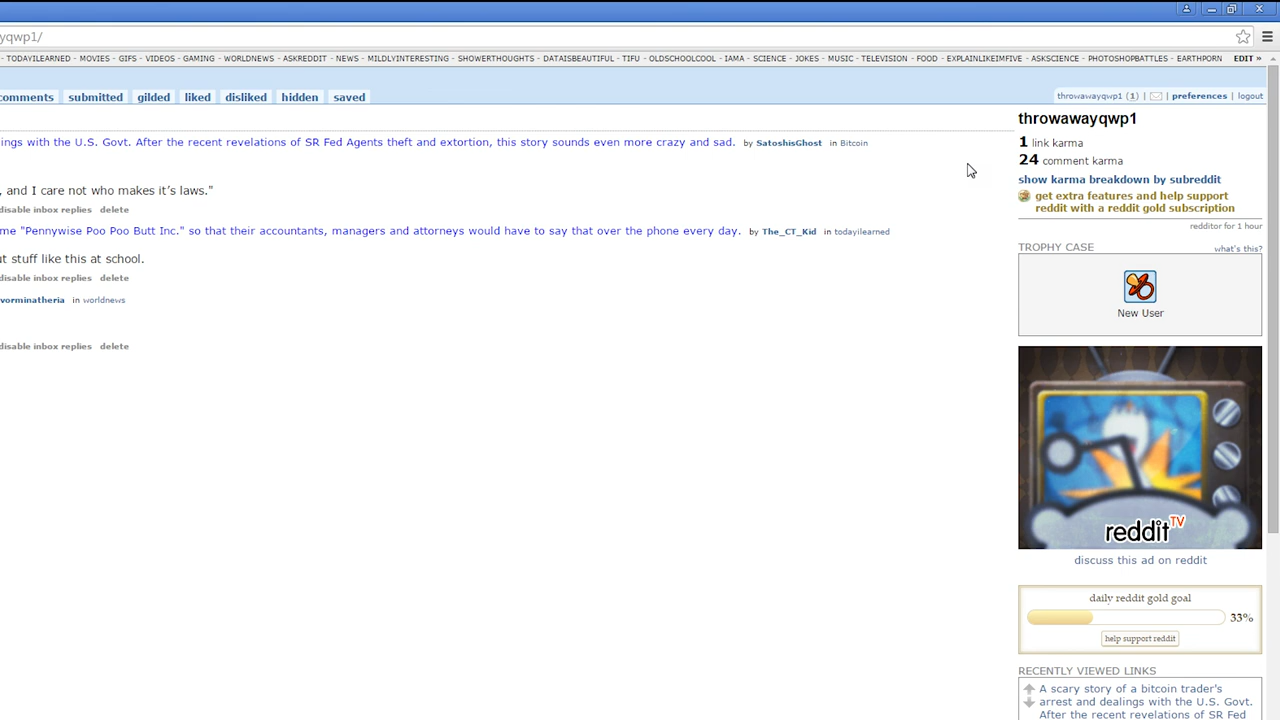 yqwp1/
- TODAYILEARNED - MOVIES - GIFS - VIDEOS - GAMING - WORLDNEWS - ASKREDDIT - NEWS - MILDLYINTERESTING - SHOWERTHOUGHTS - DATAISBEAUTIFUL - TIFU - OLDSCHOOLCOOL - IAMA - SCIENCE - JOKES - MUSIC - TELEVISION - FOOD - EXPLAINLIKEIMFIVE - ASKSCIENCE - PHOTOSHOPBATTLES - EARTHPORN EDIT »
comments submitted gilded liked disliked hidden saved
throwawayqwp1 (1) | | preferences | logout
ings with the U.S. Govt. After the recent revelations of SR Fed Agents theft and extortion, this story sounds even more crazy and sad. by SatoshisGhost in Bitcoin
, and I care not who makes it’s laws."
disable inbox replies delete
me "Pennywise Poo Poo Butt Inc." so that their accountants, managers and attorneys would have to say that over the phone every day. by The_CT_Kid in todayilearned
ut stuff like this at school.
disable inbox replies delete
vorminatheria in worldnews
disable inbox replies delete
throwawayqwp1
1 link karma
24 comment karma
show karma breakdown by subreddit
get extra features and help support
reddit with a reddit gold subscription
redditor for 1 hour
TROPHY CASE what's this?
New User
reddit TV
discuss this ad on reddit
daily reddit gold goal
33%
help support reddit
RECENTLY VIEWED LINKS
A scary story of a bitcoin trader's
arrest and dealings with the U.S. Govt.
After the recent revelations of SR Fed